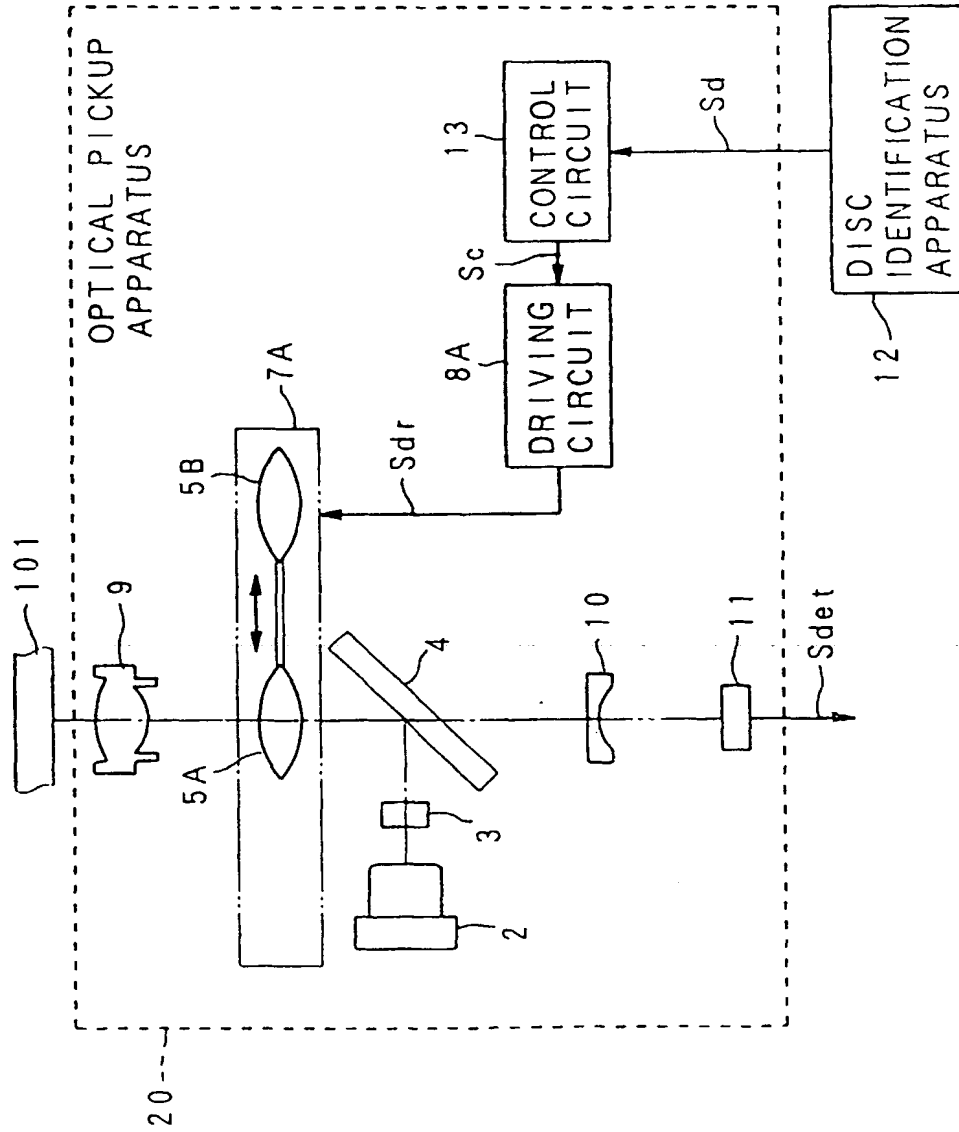 OPTICAL PICKUP
APPARATUS
101
9
7A
5B
5A
Sdr
4
3
2
10
11
Sdet
8A
DRIVING
CIRCUIT
Sc
13
CONTROL
CIRCUIT
Sd
12
DISC
IDENTIFICATION
APPARATUS
20